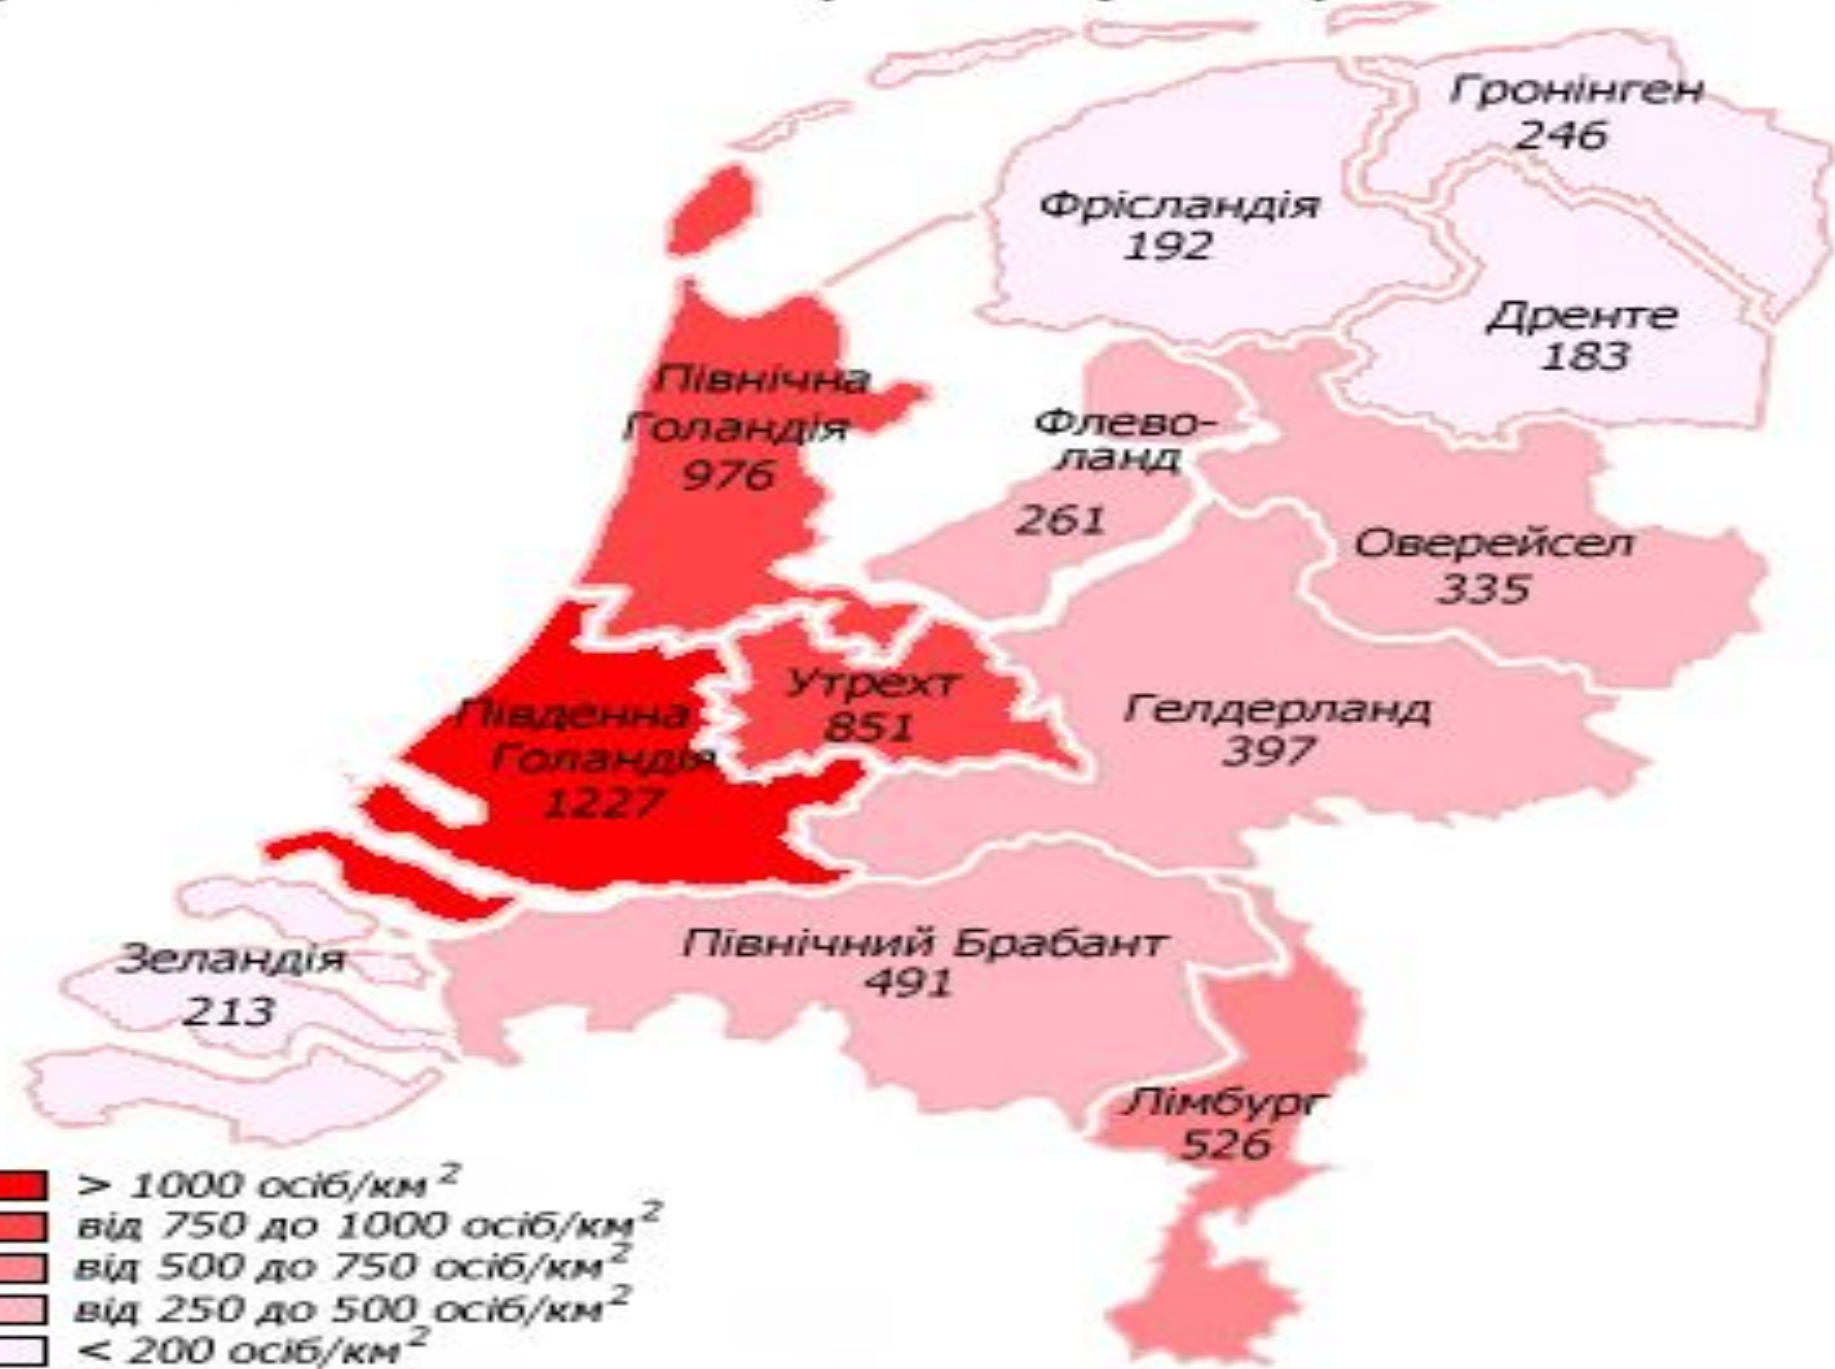 Гронінген
246
Фрісландія
192
Дренте
183
Північна
Голандія
976
Флево-
ланд
261
Оверейсел
335
Утрехт
851
Гелдерланд
397
Південна
Голандія
1227
Північний Брабант
491
Зеландія
213
Лімбург
526
> 1000 осіб/км²
від 750 до 1000 осіб/км²
від 500 до 750 осіб/км²
від 250 до 500 осіб/км²
< 200 осіб/км²